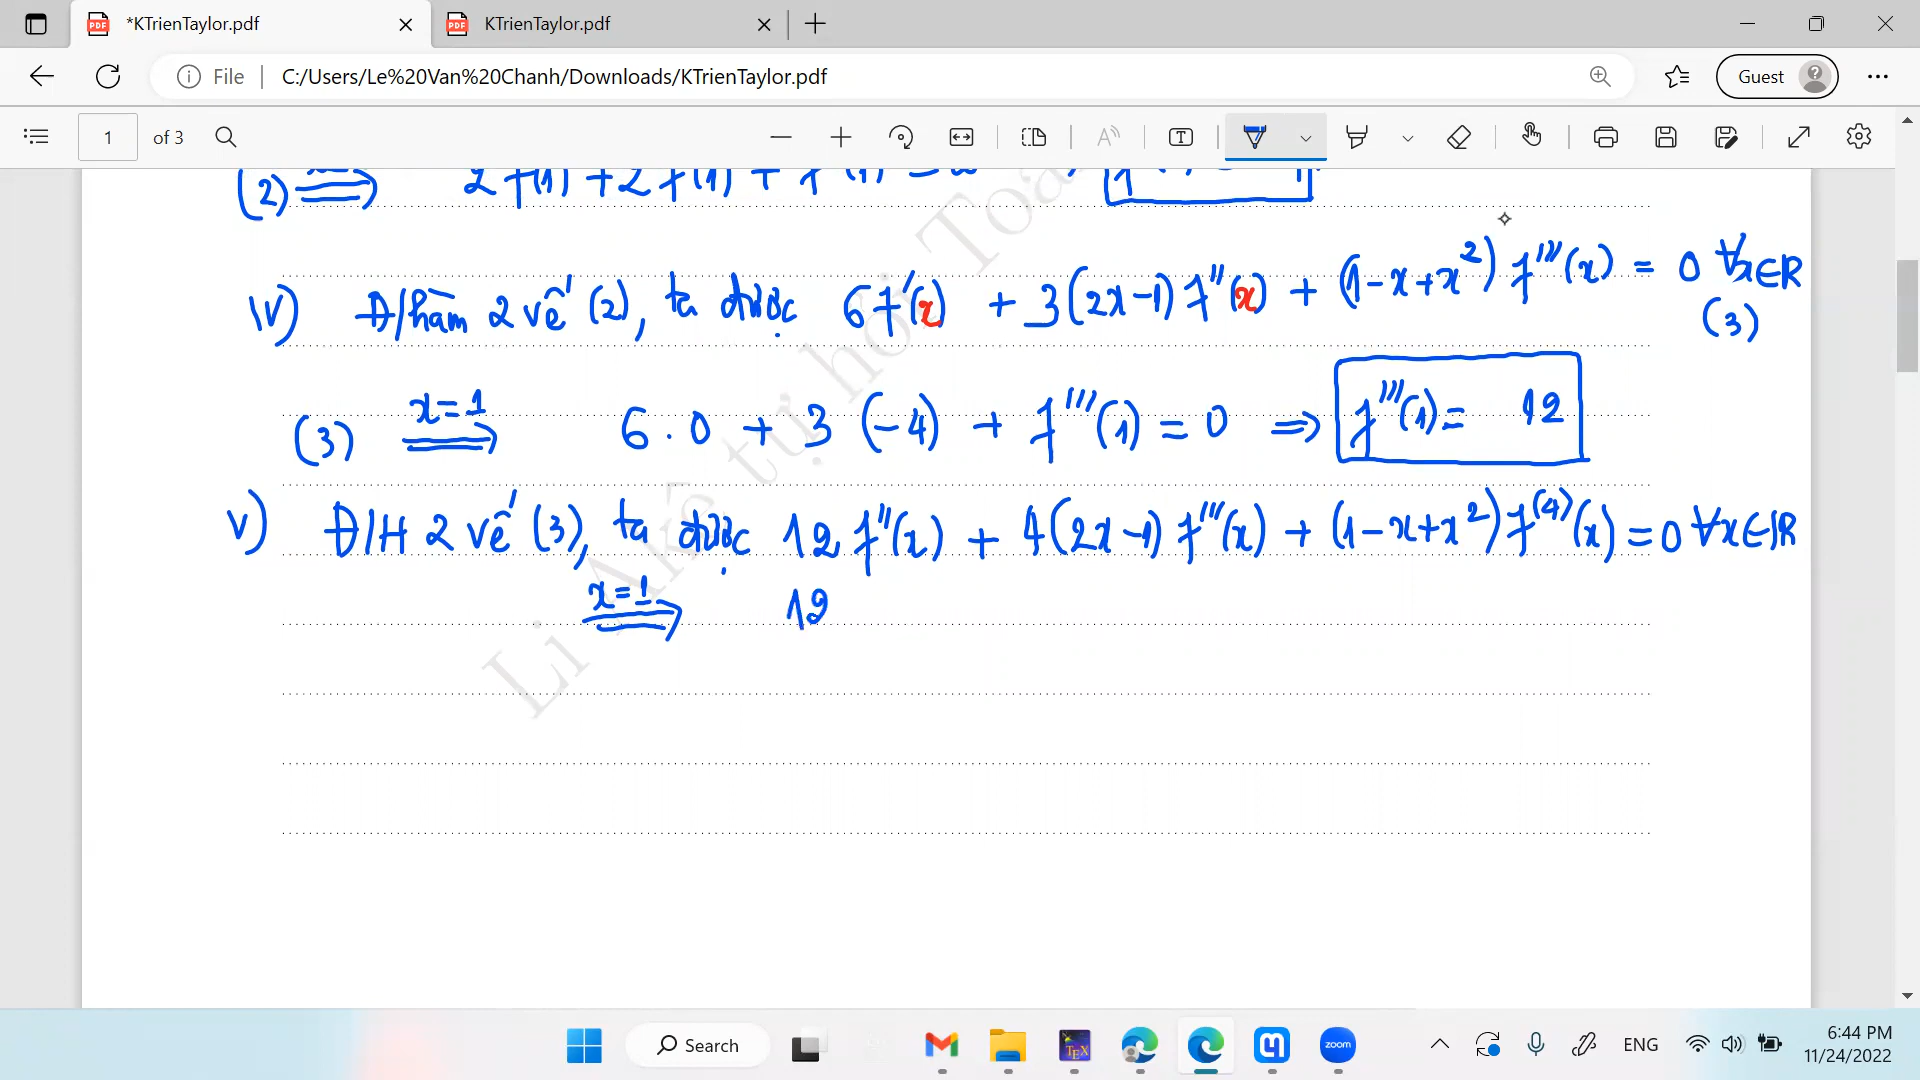 *KTrienTaylor.pdf
KTrienTaylor.pdf
File
C:/Users/Le%20Van%20Chanh/Downloads/KTrienTaylor.pdf
Guest
1 of 3
(2) ⟹
iv) Đ/hàm 2 vế (2), ta được 6f'(x) + 3(2x-1)f''(x) + (1-x+x²)f'''(x) = 0 ∀x∈R
(3)
(3) x=1 ⟹ 6.0 + 3.(-4) + f'''(1) = 0 ⟹ f'''(1) = 12
v) Đ/H 2 vế (3), ta được 12f''(x) + 4(2x-1)f'''(x) + (1-x+x²)f⁽⁴⁾(x) = 0 ∀x∈R
x=1 ⟹ 12
Search
TEX
zoom
ENG
6:44 PM
11/24/2022